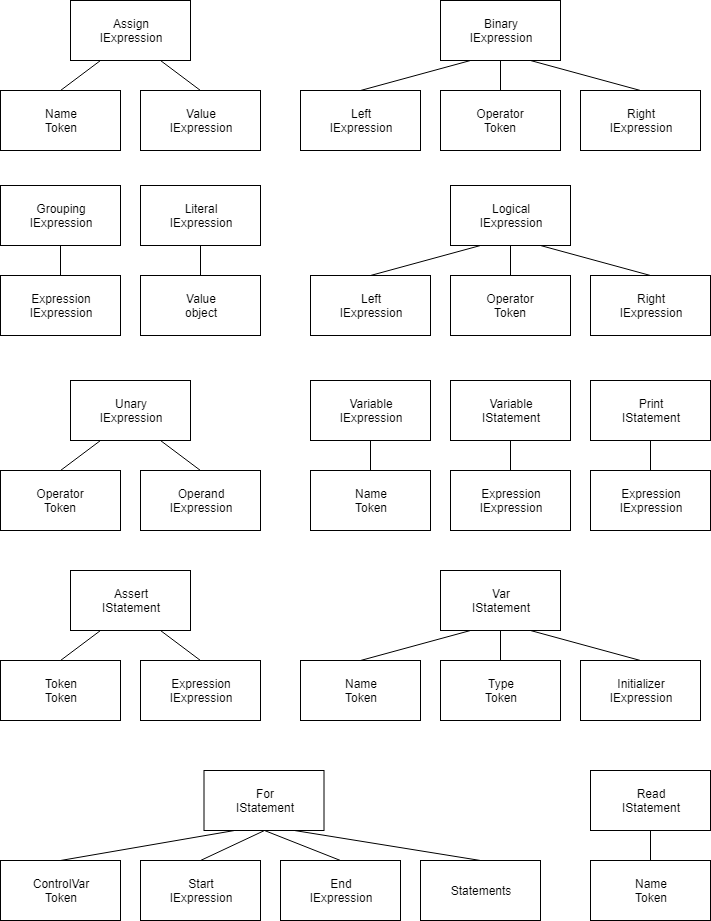 Assign
IExpression
Name
Token
Value
IExpression
Binary
IExpression
Left
IExpression
Operator
Token
Right
IExpression
Grouping
IExpression
Expression
IExpression
Literal
IExpression
Value
object
Logical
IExpression
Left
IExpression
Operator
Token
Right
IExpression
Unary
IExpression
Operator
Token
Operand
IExpression
Variable
IExpression
Name
Token
Variable
IStatement
Expression
IExpression
Print
IStatement
Expression
IExpression
Assert
IStatement
Token
Token
Expression
IExpression
Var
IStatement
Name
Token
Type
Token
Initializer
IExpression
For
IStatement
ControlVar
Token
Start
IExpression
End
IExpression
Statements
Read
IStatement
Name
Token